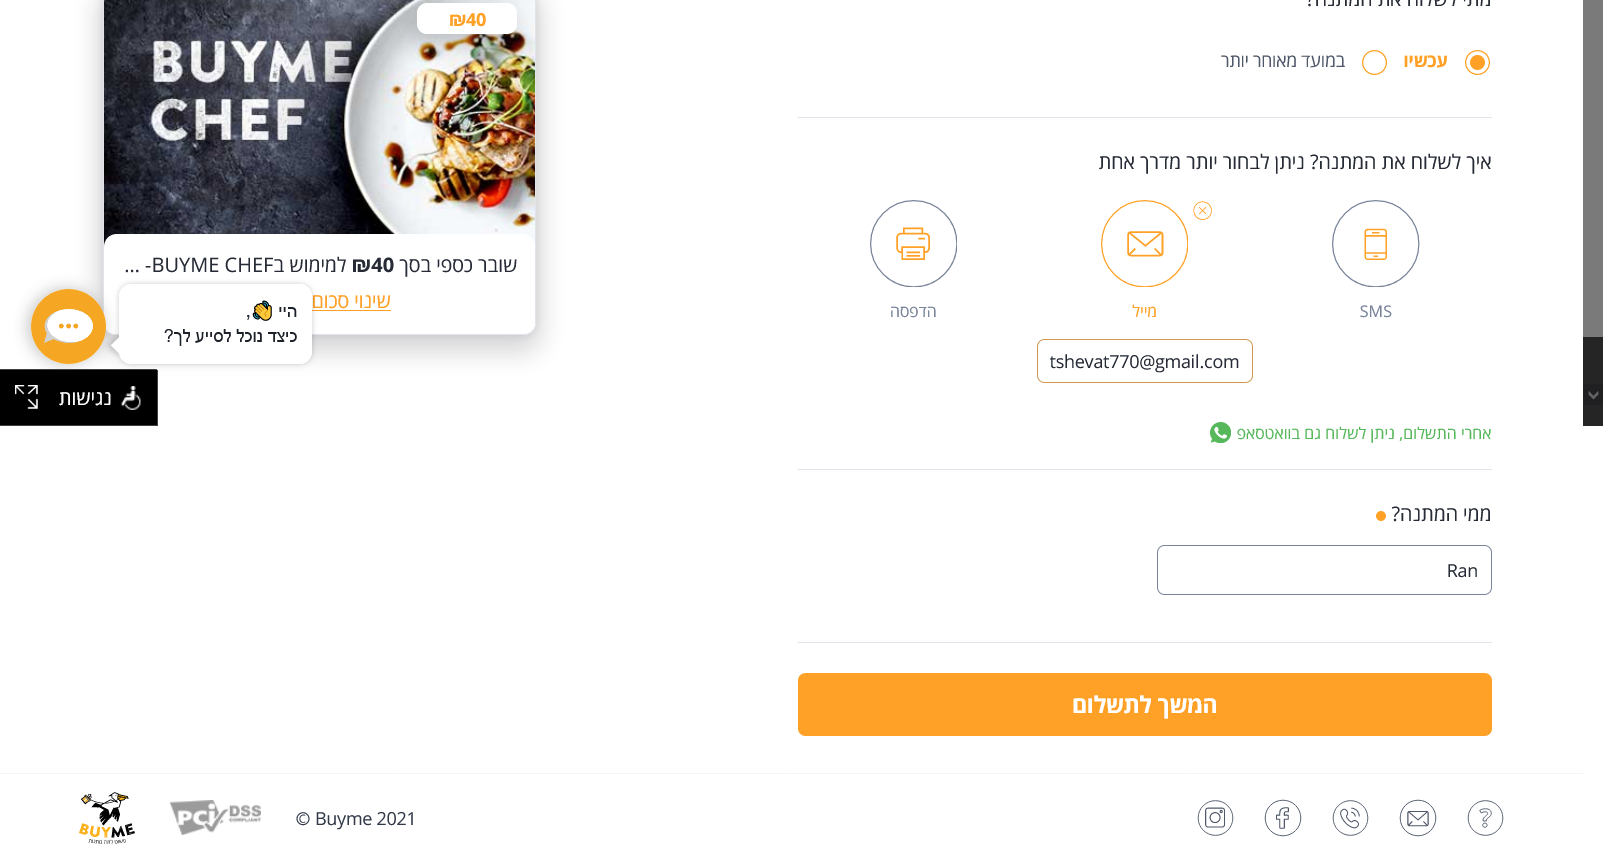 מתי לשלוח את המתנה?
עכשיו
במועד מאוחר יותר
איך לשלוח את המתנה? ניתן לבחור יותר מדרך אחת
SMS
מייל
הדפסה
tshevat770@gmail.com
אחרי התשלום, ניתן לשלוח גם בוואטסאפ
ממי המתנה?
Ran
המשך לתשלום
₪40
BUYME
CHEF
שובר כספי בסך 40₪ למימוש בBUYME CHEF- ...
שינוי סכום
היי 👋,
כיצד נוכל לסייע לך?
נגישות
BUYME
PCI DSS
COMPLIANT
© Buyme 2021